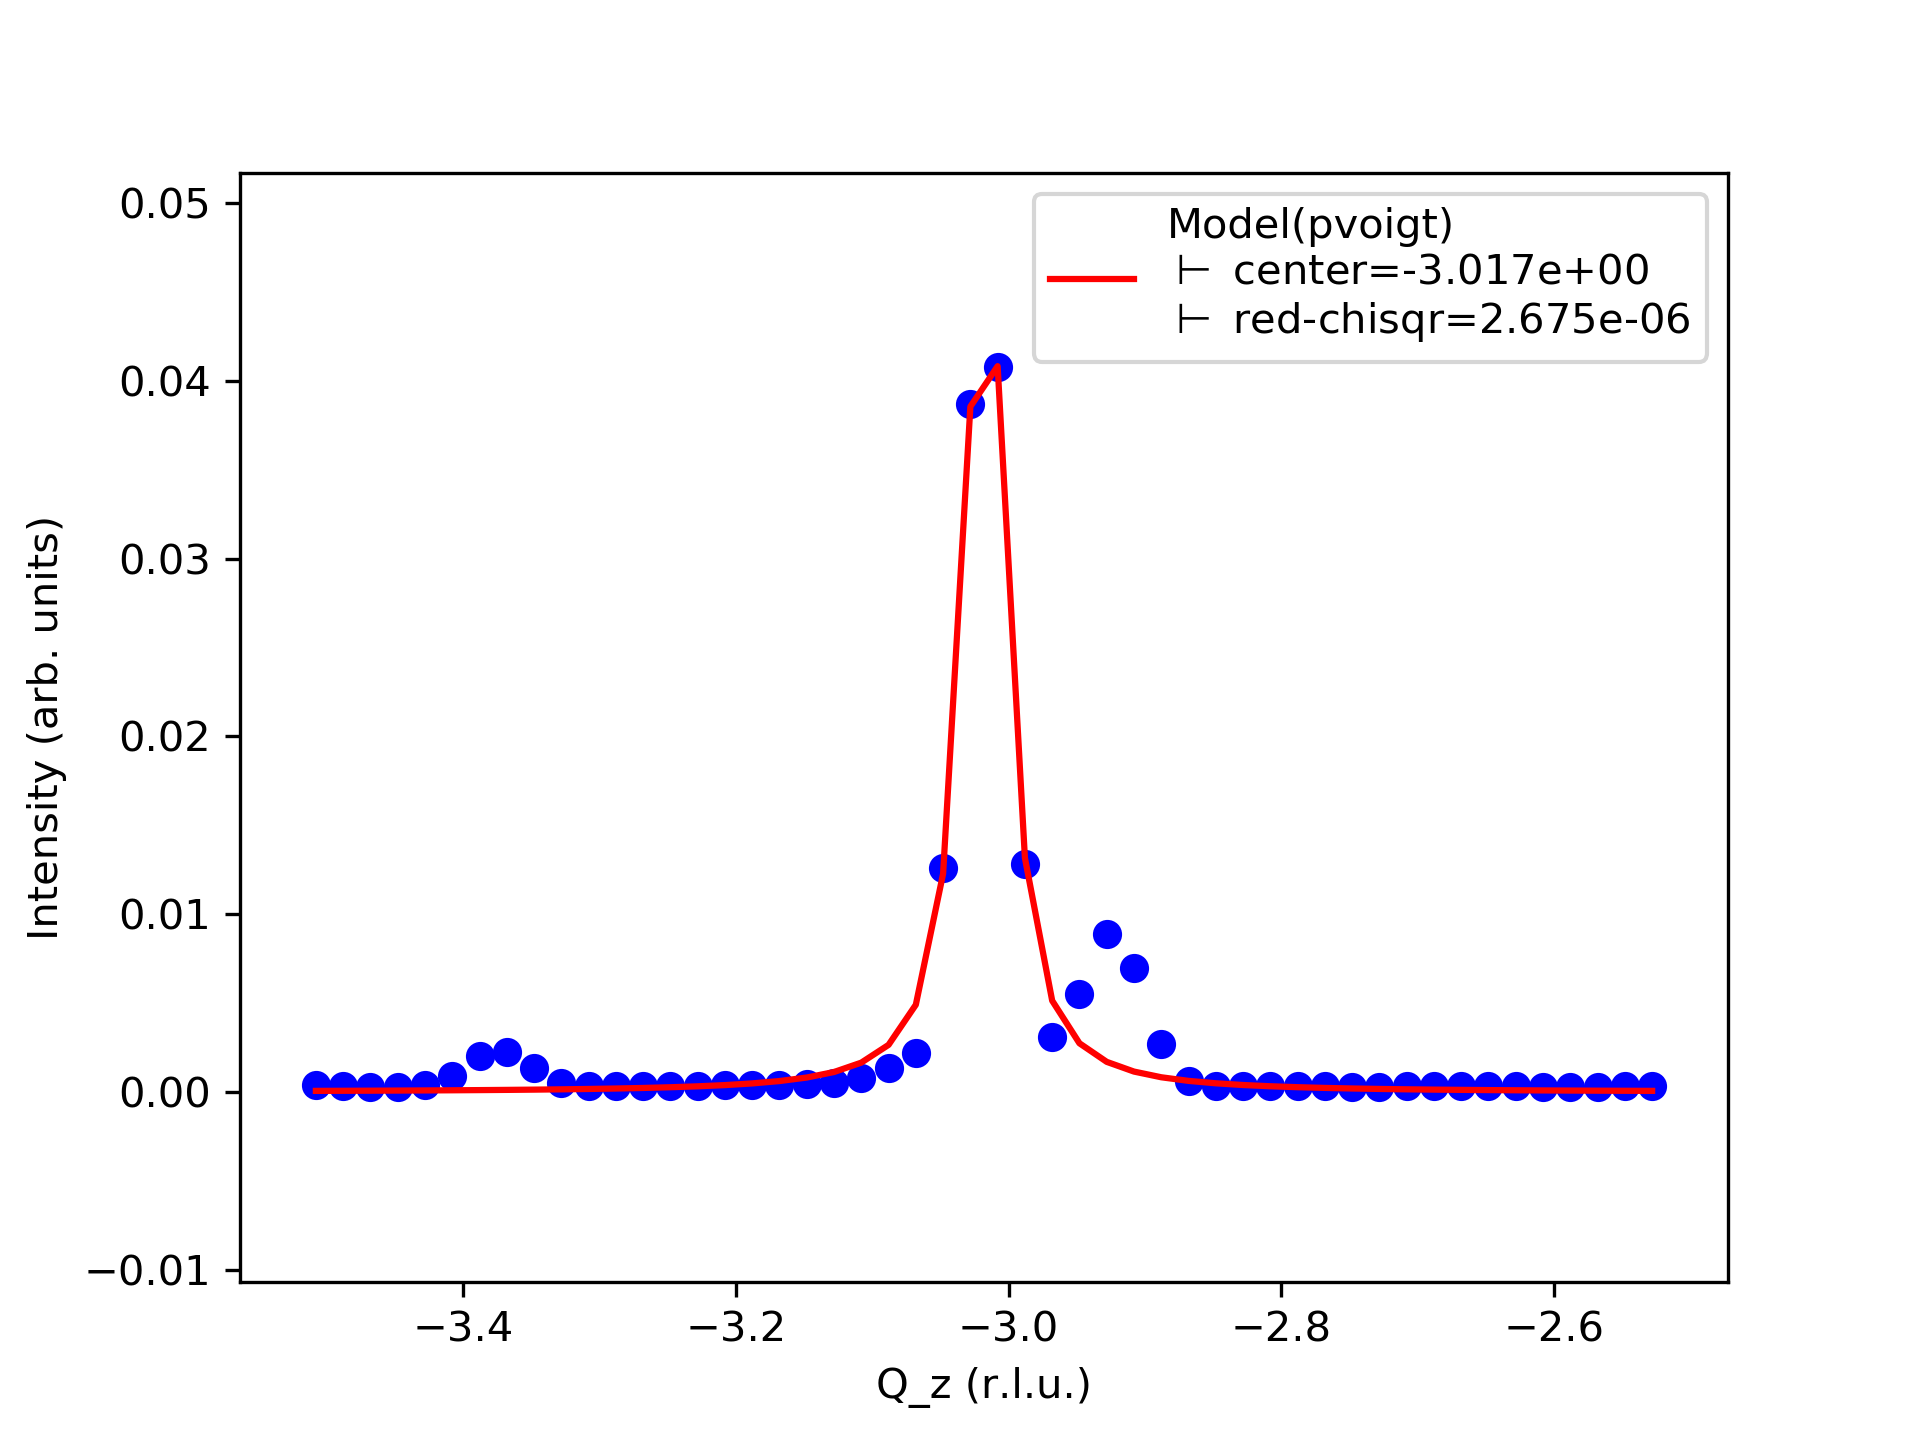 Model(pvoigt)
⊢ center=-3.017e+00
⊢ red-chisqr=2.675e-06
0.05
0.04
0.03
0.02
0.01
0.00
−0.01
Intensity (arb. units)
−3.4 −3.2 −3.0 −2.8 −2.6
Q_z (r.l.u.)